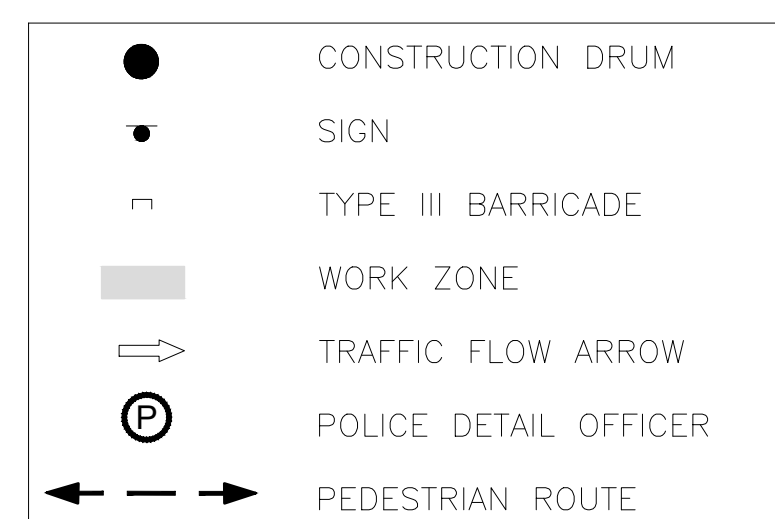 CONSTRUCTION DRUM
SIGN
TYPE III BARRICADE
WORK ZONE
TRAFFIC FLOW ARROW
P POLICE DETAIL OFFICER
PEDESTRIAN ROUTE